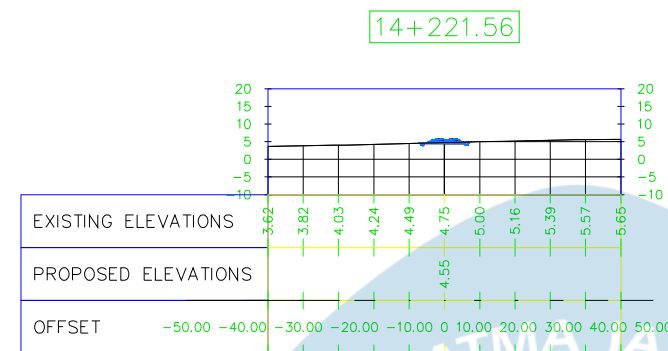 14+221.56
20 20
15 15
10 10
5 5
0 0
-5 -5
-10 -10
EXISTING ELEVATIONS 3.62 3.82 4.03 4.24 4.49 4.75 5.00 5.16 5.39 5.57 5.65
PROPOSED ELEVATIONS 4.55
OFFSET -50.00 -40.00 -30.00 -20.00 -10.00 0 10.00 20.00 30.00 40.00 50.00
ATMA JA